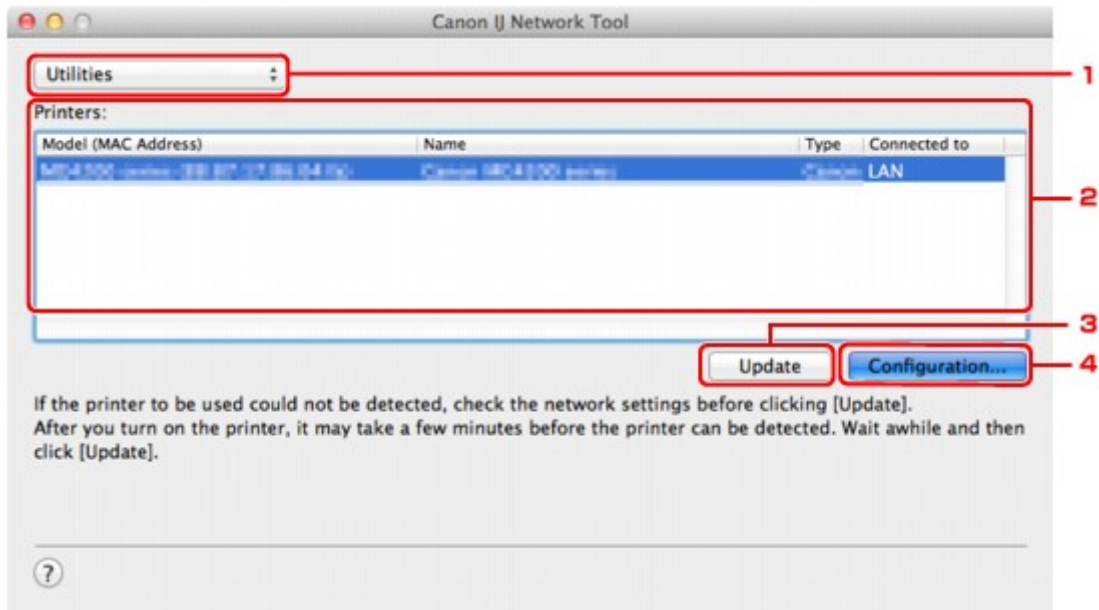 Canon IJ Network Tool
Utilities
1
Printers:
Model (MAC Address) Name Type Connected to
LAN
2
3
Update Configuration...
4
If the printer to be used could not be detected, check the network settings before clicking [Update].
After you turn on the printer, it may take a few minutes before the printer can be detected. Wait awhile and then
click [Update].
?